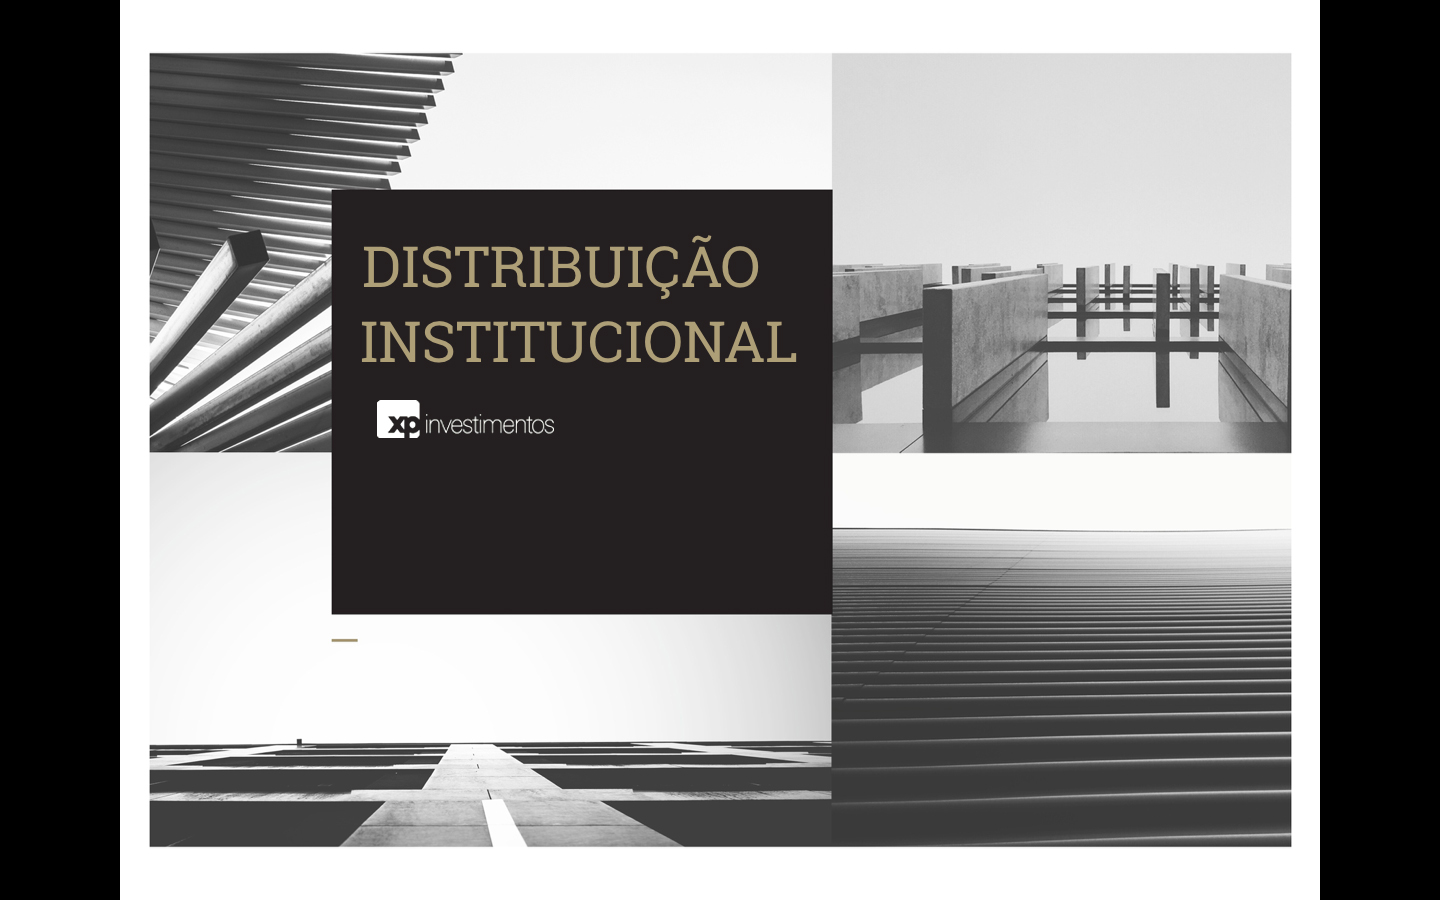 DISTRIBUIÇÃO
INSTITUCIONAL
xp investimentos